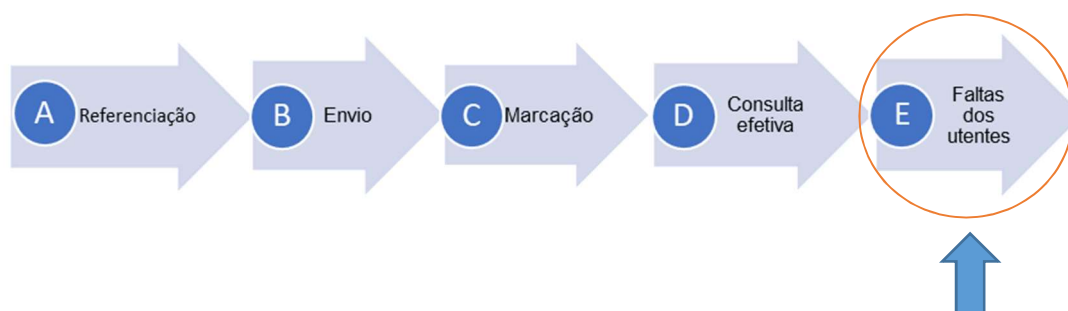 A
Referenciação
B
Envio
C
Marcação
D
Consulta
efetiva
E
Faltas
dos
utentes